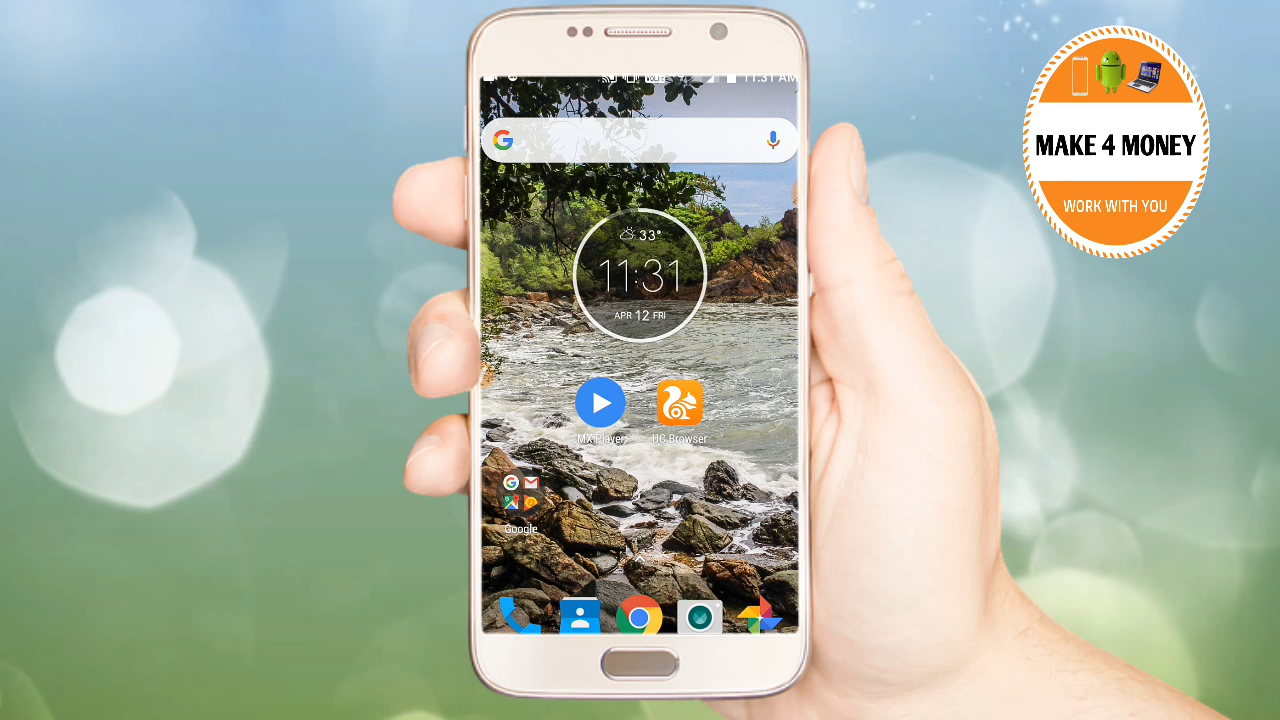 11:31 AM
33°
11:31
APR 12 FRI
MX Player
UC Browser
Google
MAKE 4 MONEY
WORK WITH YOU